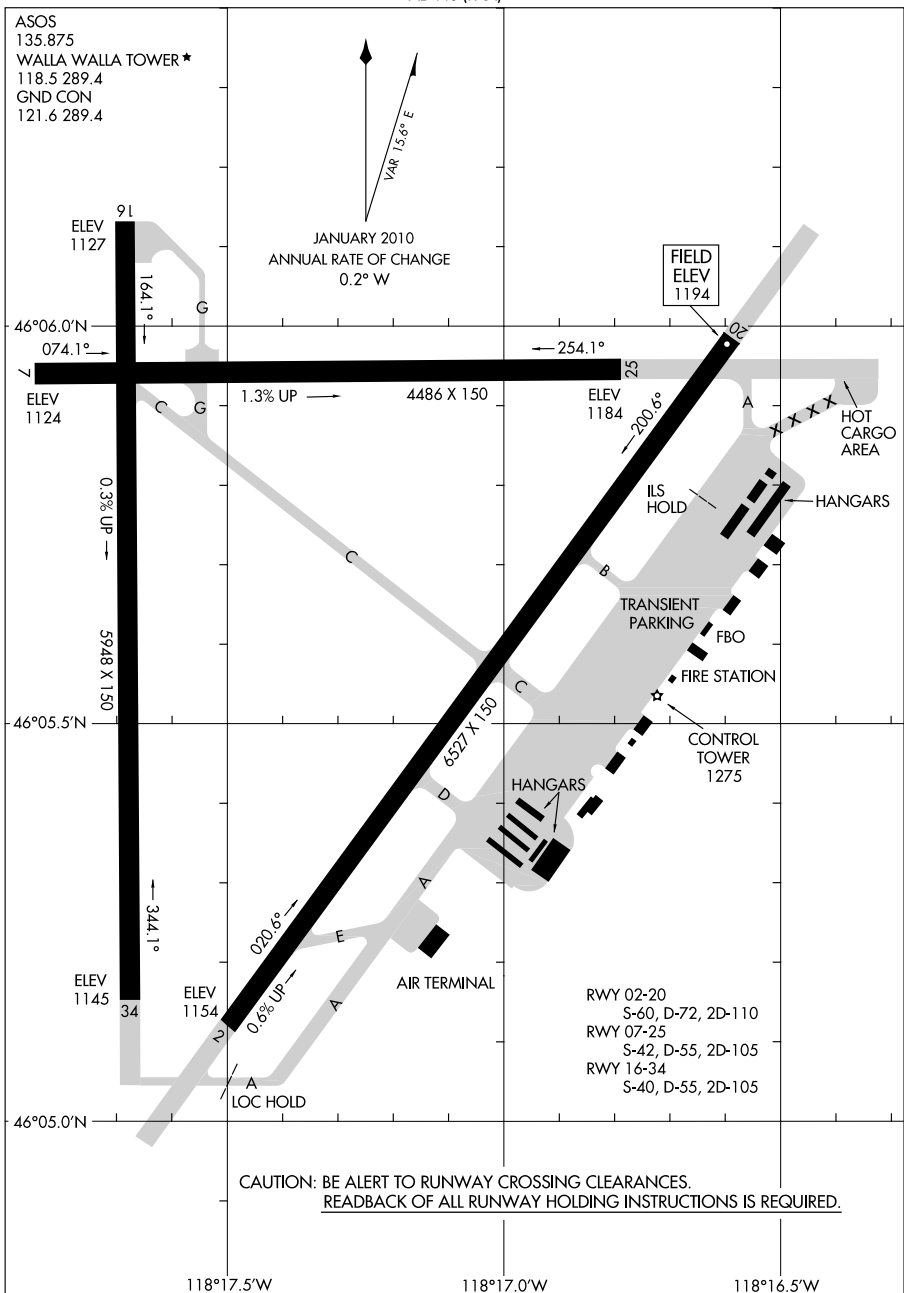 ASOS
135.875
WALLA WALLA TOWER ★
118.5 289.4
GND CON
121.6 289.4
VAR 15.6° E
JANUARY 2010
ANNUAL RATE OF CHANGE
0.2° W
16
ELEV
1127
164.1°
G
FIELD
ELEV
1194
20
46°06.0'N
074.1°
254.1°
7
25
ELEV
1124
C
G
1.3% UP
4486 X 150
ELEV
1184
200.6°
A
X X X X
HOT
CARGO
AREA
0.3% UP
ILS
HOLD
HANGARS
C
B
TRANSIENT
PARKING
FBO
5948 X 150
FIRE STATION
C
46°05.5'N
6527 X 150
CONTROL
TOWER
1275
D
HANGARS
A
344.1°
020.6°
E
AIR TERMINAL
ELEV
1145
34
ELEV
1154
0.6% UP
A
2
A
LOC HOLD
RWY 02-20
S-60, D-72, 2D-110
RWY 07-25
S-42, D-55, 2D-105
RWY 16-34
S-40, D-55, 2D-105
46°05.0'N
CAUTION: BE ALERT TO RUNWAY CROSSING CLEARANCES.
READBACK OF ALL RUNWAY HOLDING INSTRUCTIONS IS REQUIRED.
118°17.5'W
118°17.0'W
118°16.5'W